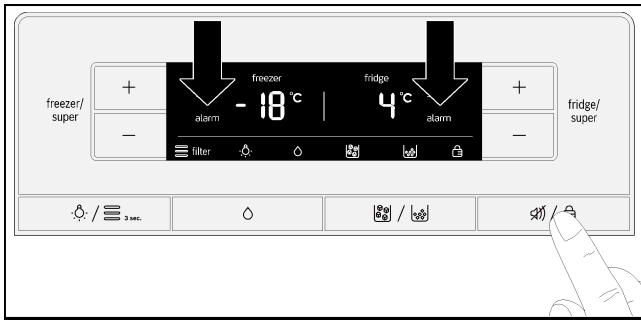 freezer
fridge
alarm
- 18 °C
4 °C
alarm
filter
freezer/
super
+
−
+
−
fridge/
super
/
3 sec.
/
/